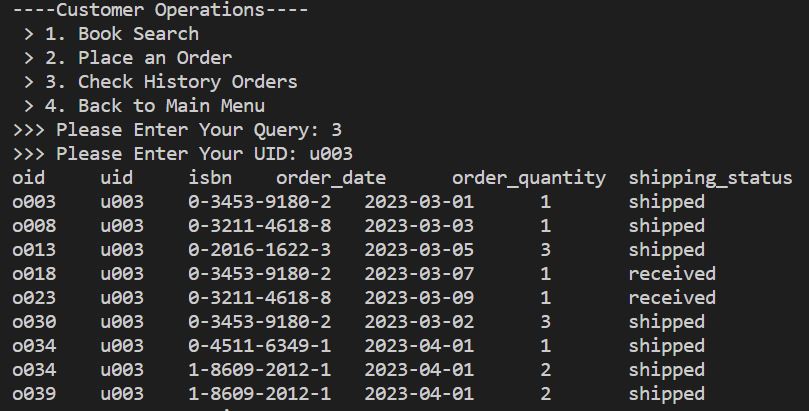 ----Customer Operations----
> 1. Book Search
> 2. Place an Order
> 3. Check History Orders
> 4. Back to Main Menu
>>> Please Enter Your Query: 3
>>> Please Enter Your UID: u003
oid uid isbn order_date order_quantity shipping_status
o003 u003 0-3453-9180-2 2023-03-01 1 shipped
o008 u003 0-3211-4618-8 2023-03-03 1 shipped
o013 u003 0-2016-1622-3 2023-03-05 3 shipped
o018 u003 0-3453-9180-2 2023-03-07 1 received
o023 u003 0-3211-4618-8 2023-03-09 1 received
o030 u003 0-3453-9180-2 2023-03-02 3 shipped
o034 u003 0-4511-6349-1 2023-04-01 1 shipped
o034 u003 1-8609-2012-1 2023-04-01 2 shipped
o039 u003 1-8609-2012-1 2023-04-01 2 shipped